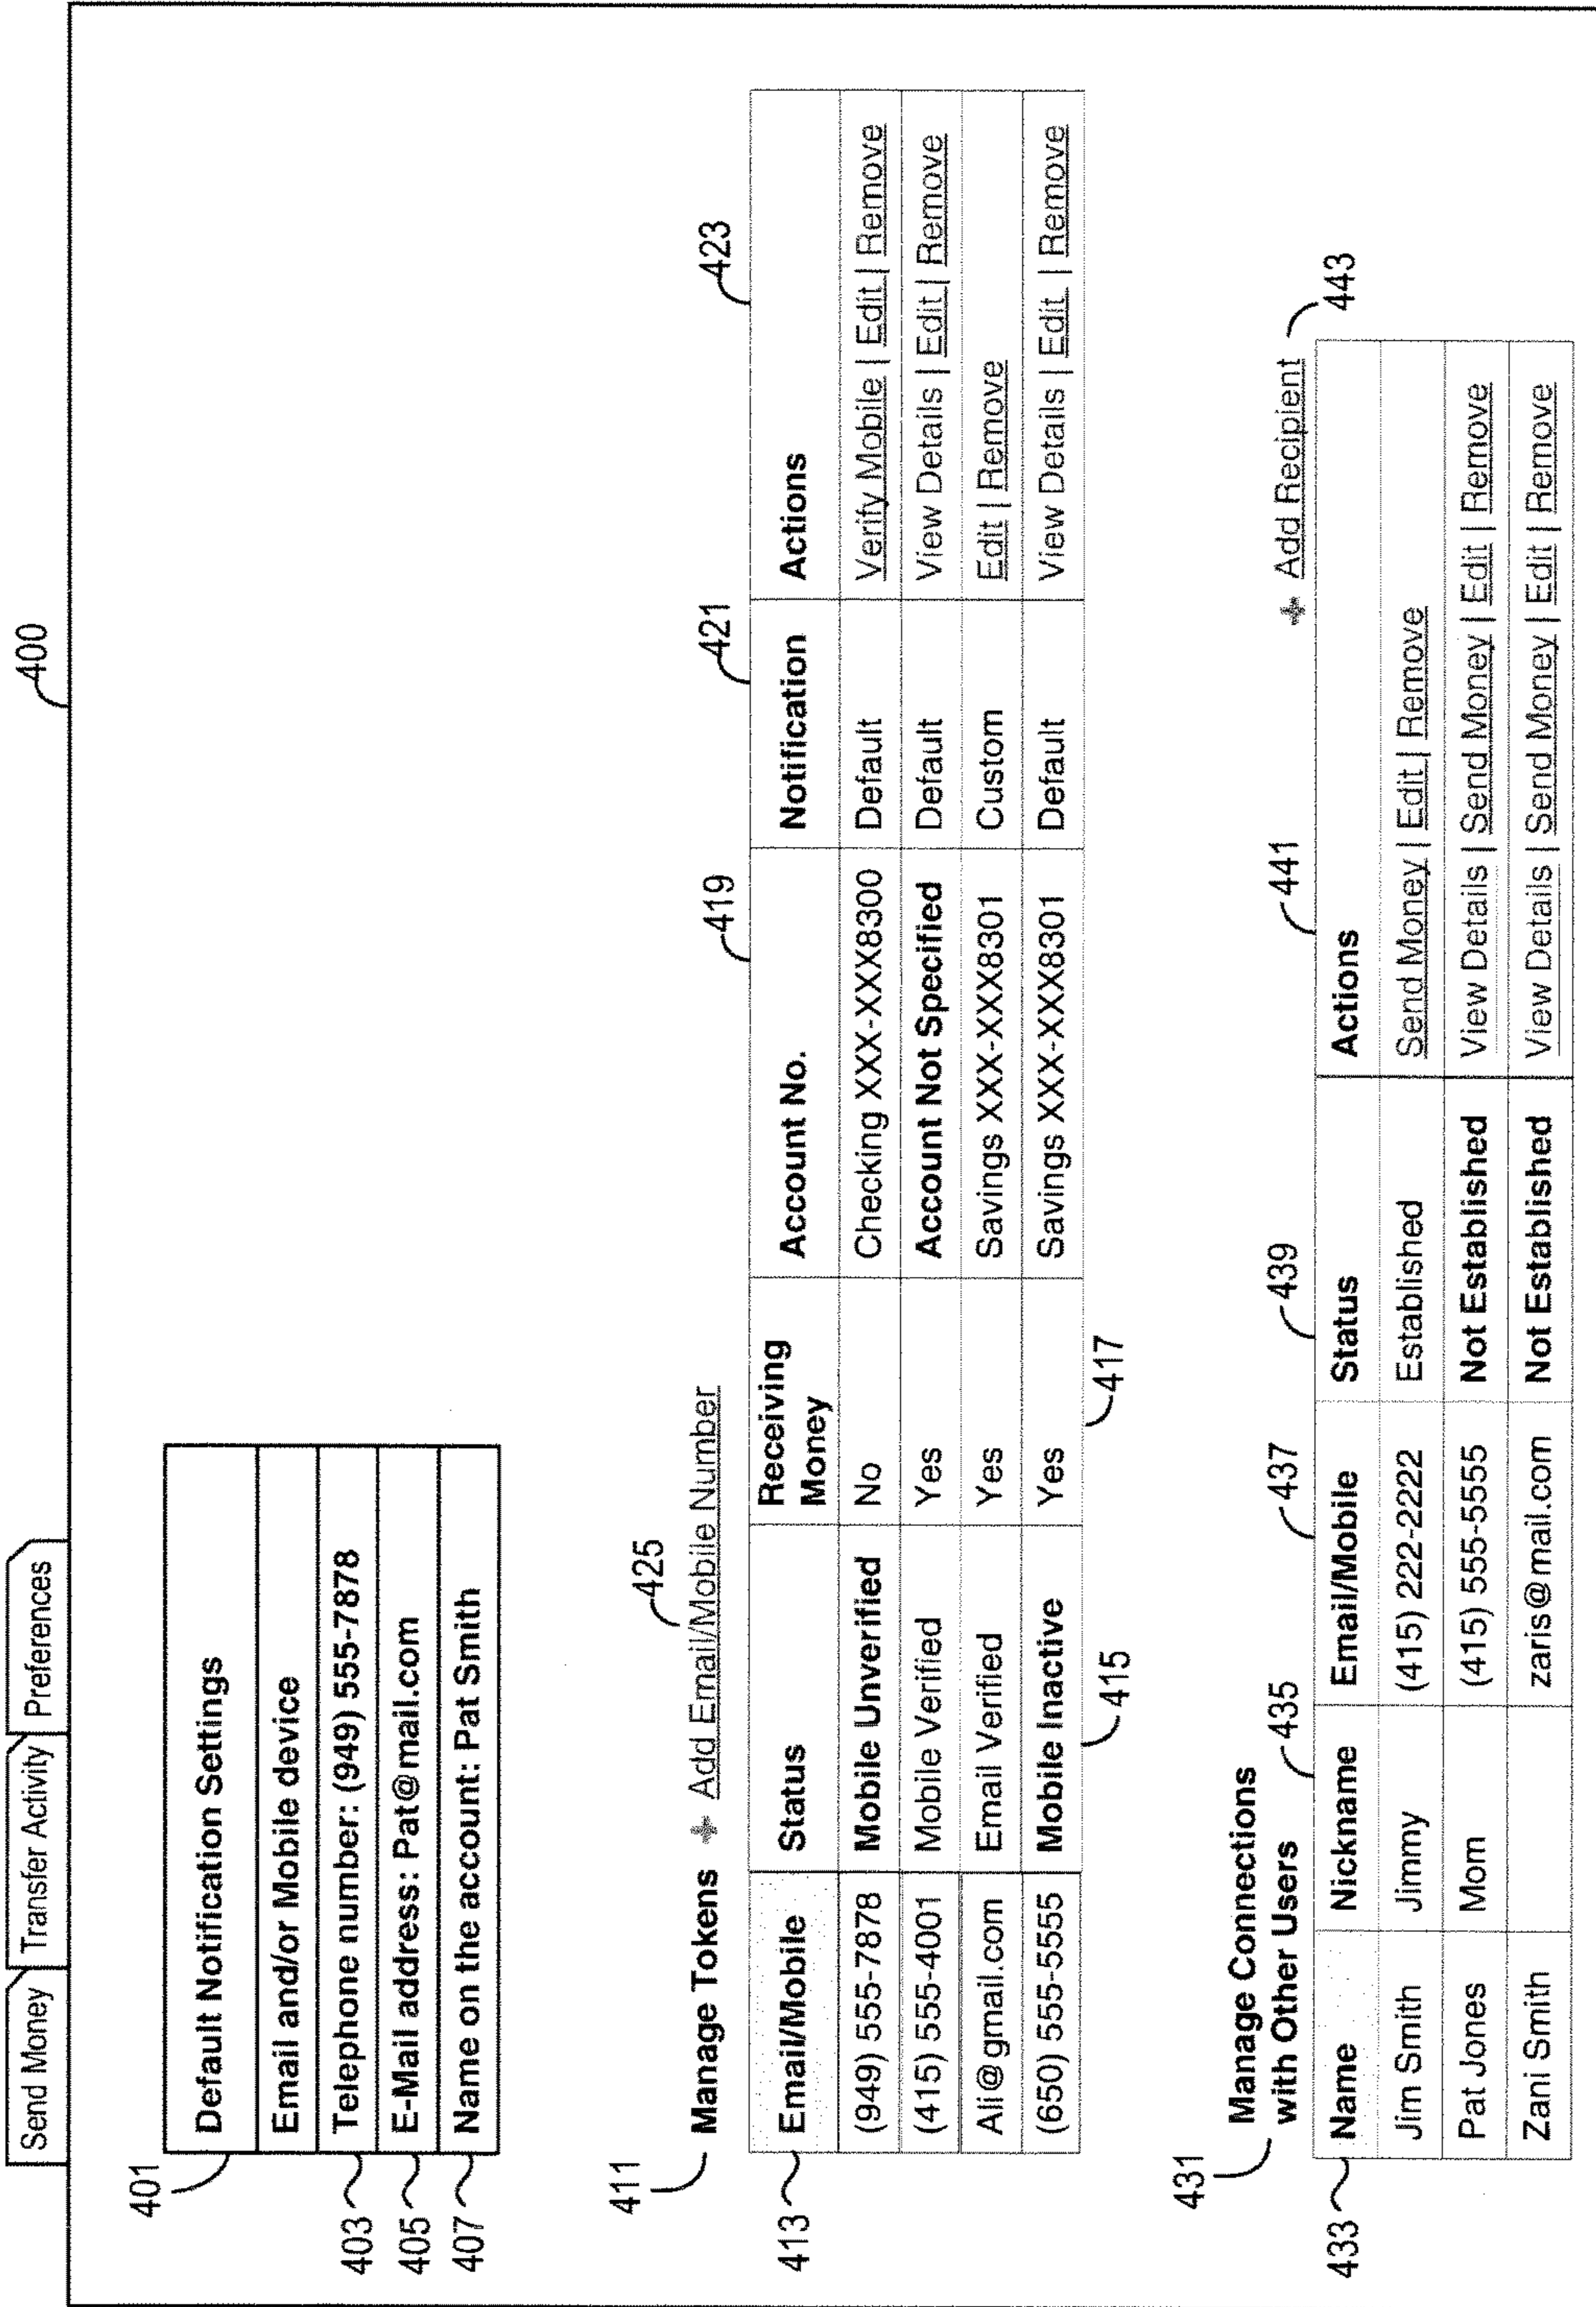 400
Send Money Transfer Activity Preferences
401
Default Notification Settings
Email and/or Mobile device
403 Telephone number: (949) 555-7878
405 E-Mail address: Pat@mail.com
407 Name on the account: Pat Smith
411 Manage Tokens + Add Email/Mobile Number 425
419 421 423
413 Email/Mobile Status Receiving Money Account No. Notification Actions
(949) 555-7878 Mobile Unverified No Checking XXX-XXX8300 Default Verify Mobile | Edit | Remove
(415) 555-4001 Mobile Verified Yes Account Not Specified Default View Details | Edit | Remove
Ali@gmail.com Email Verified Yes Savings XXX-XXX8301 Custom Edit | Remove
(650) 555-5555 Mobile Inactive Yes Savings XXX-XXX8301 Default View Details | Edit | Remove
415 417
431 Manage Connections
with Other Users 435 437 439 441 + Add Recipient 443
433 Name Nickname Email/Mobile Status Actions
Jim Smith Jimmy (415) 222-2222 Established Send Money | Edit | Remove
Pat Jones Mom (415) 555-5555 Not Established View Details | Send Money | Edit | Remove
Zani Smith zaris@mail.com Not Established View Details | Send Money | Edit | Remove